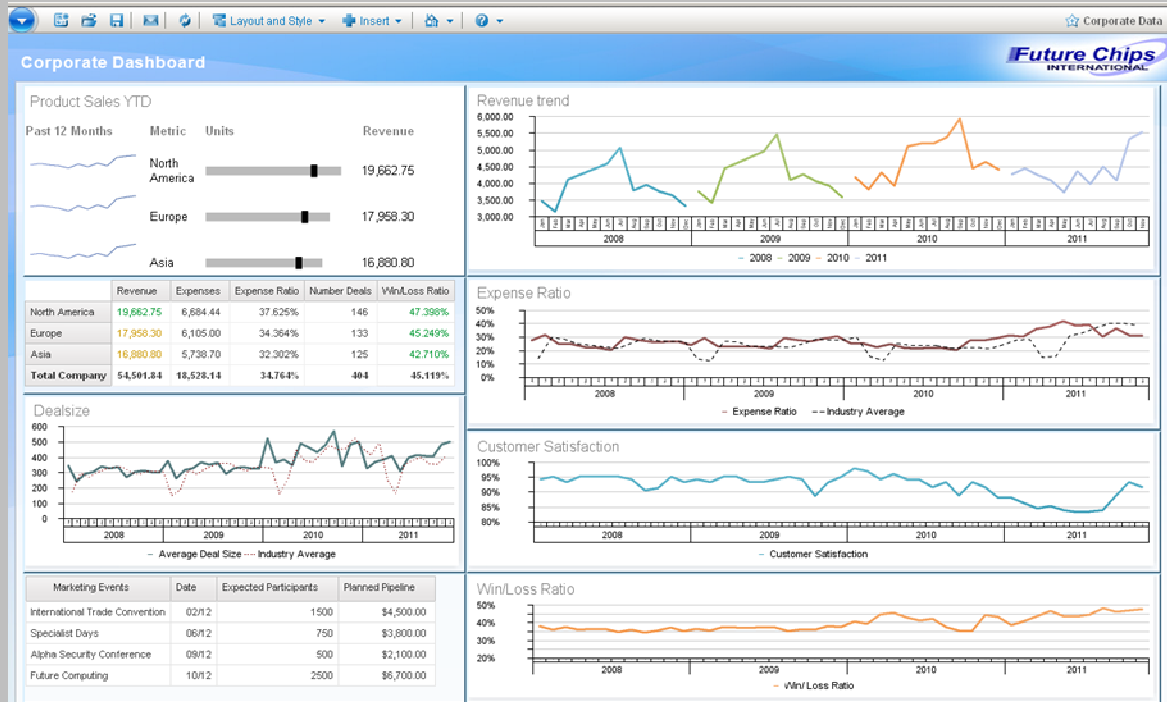 Layout and Style
Insert
Corporate Data
Corporate Dashboard
Future Chips
INTERNATIONAL
Product Sales YTD
Past 12 Months Metric Units Revenue
North America 19,662.75
Europe 17,958.30
Asia 16,880.80
Revenue Expenses Expense Ratio Number Deals Win/Loss Ratio
North America 19,662.75 6,684.44 37.625% 146 47.398%
Europe 17,958.30 6,105.00 34.364% 133 45.249%
Asia 16,880.80 5,738.70 32.302% 125 42.710%
Total Company 54,501.84 18,528.14 34.764% 404 45.119%
Dealsize
600
500
400
300
200
100
0
2008 2009 2010 2011
Average Deal Size Industry Average
Marketing Events Date Expected Participants Planned Pipeline
International Trade Convention 02/12 1500 $4,500.00
Specialist Days 06/12 750 $3,800.00
Alpha Security Conference 09/12 500 $2,100.00
Future Computing 10/12 2500 $6,700.00
Revenue trend
6,000.00
5,500.00
5,000.00
4,500.00
4,000.00
3,500.00
3,000.00
2008 2009 2010 2011
2008 2009 2010 2011
Expense Ratio
50%
40%
30%
20%
10%
0%
2008 2009 2010 2011
Expense Ratio Industry Average
Customer Satisfaction
100%
95%
90%
85%
80%
2008 2009 2010 2011
Customer Satisfaction
Win/Loss Ratio
50%
40%
30%
20%
2008 2009 2010 2011
Win/Loss Ratio